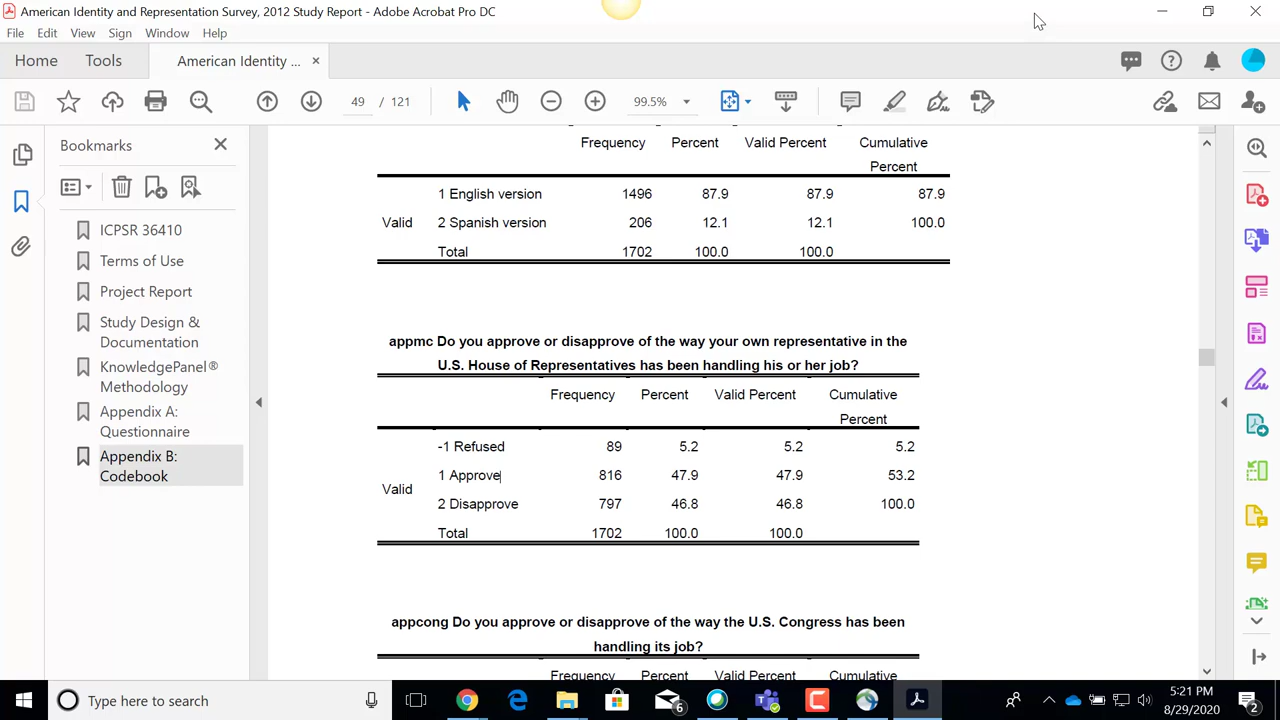 American Identity and Representation Survey, 2012 Study Report - Adobe Acrobat Pro DC
File Edit View Sign Window Help
Home Tools American Identity ... ×
49 / 121 99.5%
Bookmarks
ICPSR 36410
Terms of Use
Project Report
Study Design &
Documentation
KnowledgePanel®
Methodology
Appendix A:
Questionnaire
Appendix B:
Codebook
Frequency Percent Valid Percent Cumulative
Percent
1 English version 1496 87.9 87.9 87.9
Valid 2 Spanish version 206 12.1 12.1 100.0
Total 1702 100.0 100.0
appmc Do you approve or disapprove of the way your own representative in the
U.S. House of Representatives has been handling his or her job?
Frequency Percent Valid Percent Cumulative
Percent
-1 Refused 89 5.2 5.2 5.2
1 Approve 816 47.9 47.9 53.2
Valid
2 Disapprove 797 46.8 46.8 100.0
Total 1702 100.0 100.0
appcong Do you approve or disapprove of the way the U.S. Congress has been
handling its job?
Frequency Percent Valid Percent Cumulative
Type here to search
6
5:21 PM
8/29/2020
2